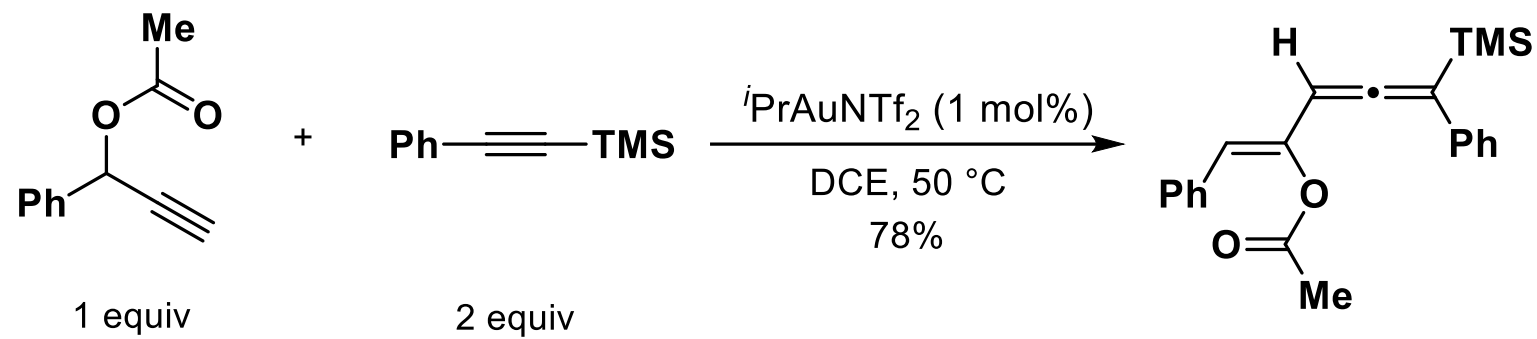 Me
O
O
Ph
1 equiv
+
Ph
TMS
2 equiv
ⁱPrAuNTf₂ (1 mol%)
DCE, 50 °C
78%
H
TMS
Ph
Ph
O
O
Me